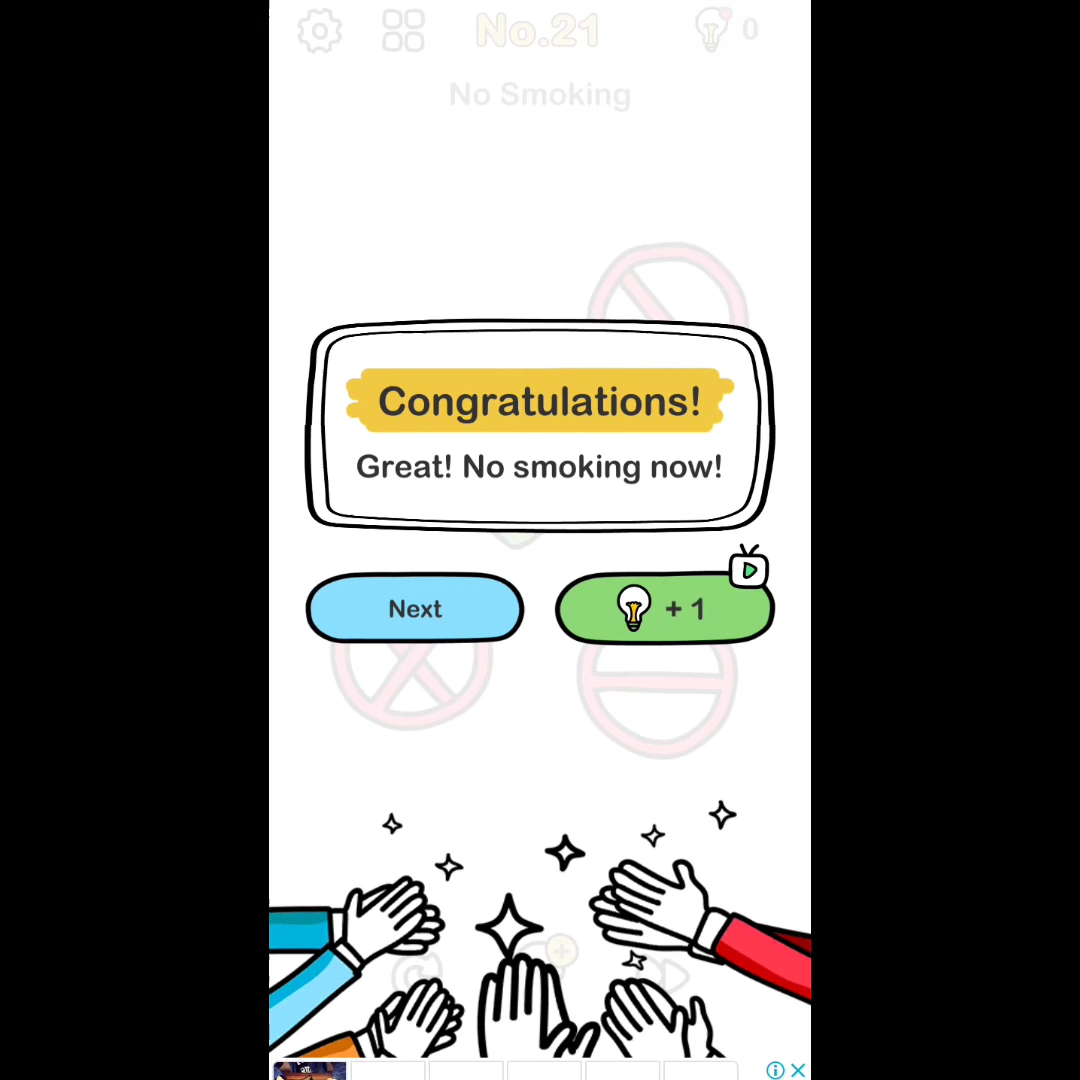 No.21
0
No Smoking
Congratulations!
Great! No smoking now!
Next
+ 1